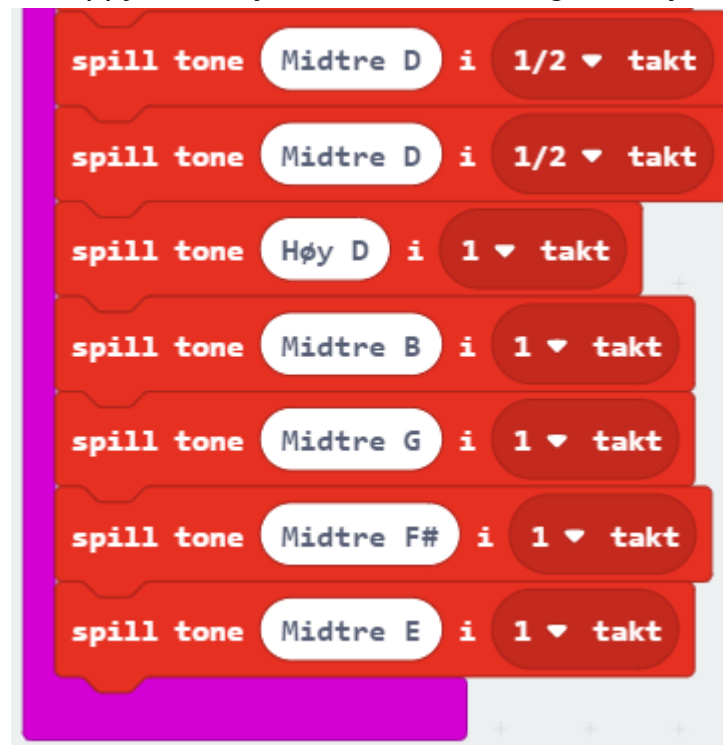 spill tone Midtre D i 1/2 takt
spill tone Midtre D i 1/2 takt
spill tone Høy D i 1 takt
spill tone Midtre B i 1 takt
spill tone Midtre G i 1 takt
spill tone Midtre F# i 1 takt
spill tone Midtre E i 1 takt